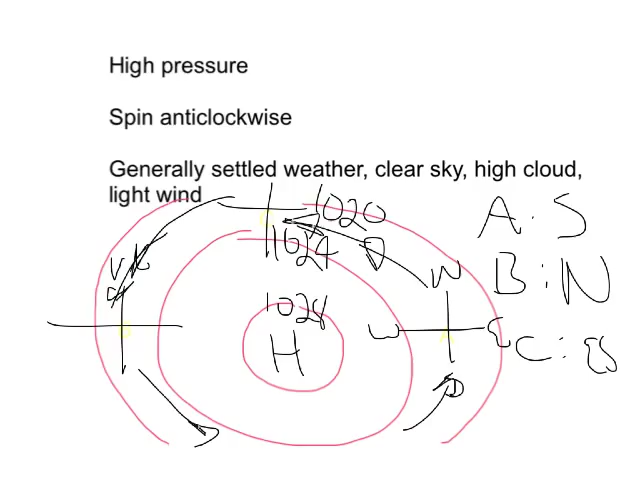 High pressure
Spin anticlockwise
Generally settled weather, clear sky, high cloud,
light wind
1020
1024
1028
H
N
W
E
A: S
B: N
C: